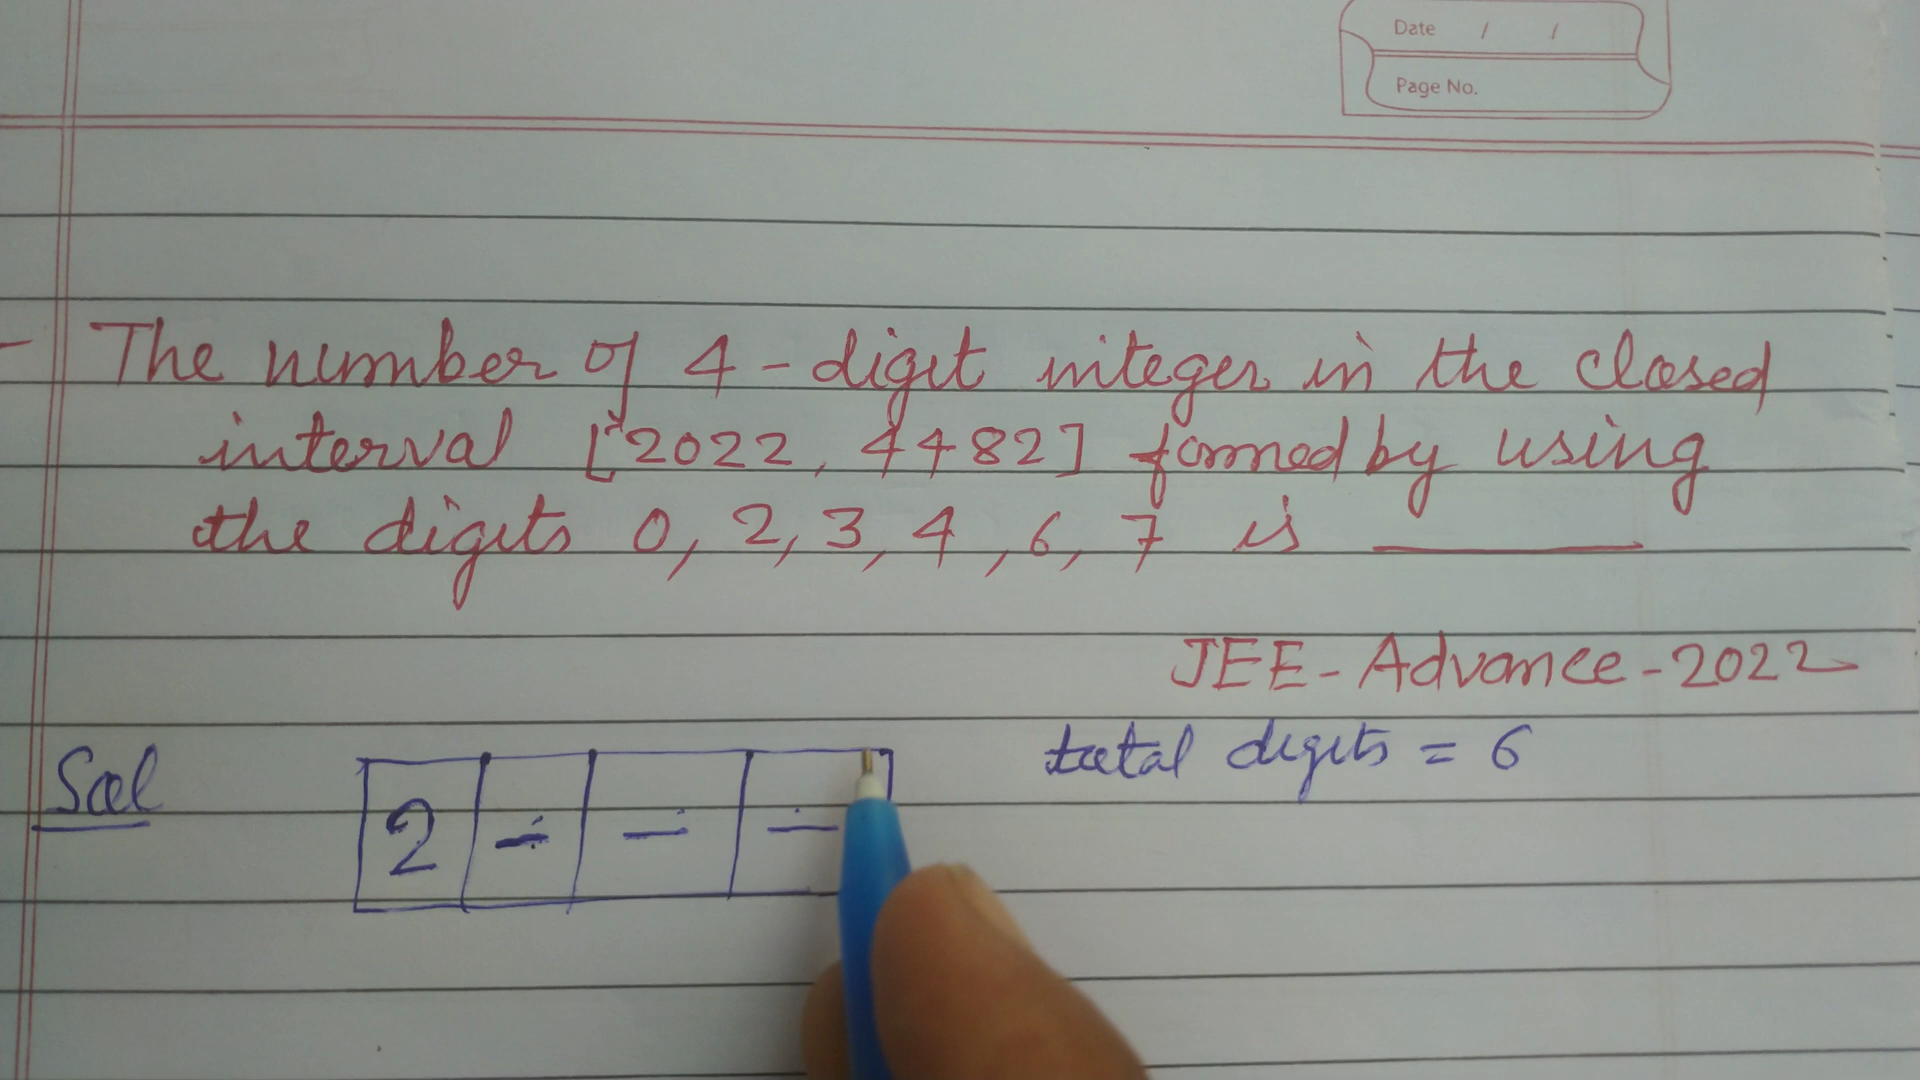 Date / /
Page No.
- The number of 4-digit integer in the closed
interval [2022, 4482] formed by using
the digits 0, 2, 3, 4, 6, 7 is ______
JEE-Advance-2022
Sol
total digits = 6
2 - - -